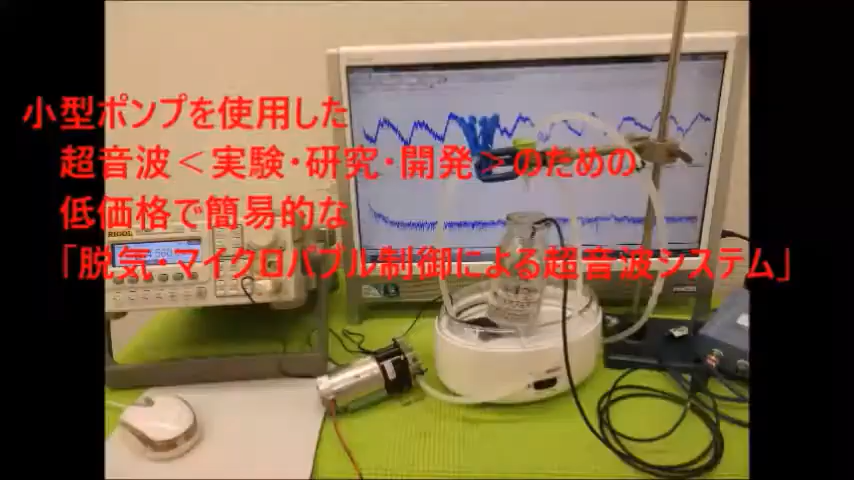 小型ポンプを使用した
超音波＜実験・研究・開発＞のための
低価格で簡易的な
「脱気・マイクロバブル制御による超音波システム」
RIGOL